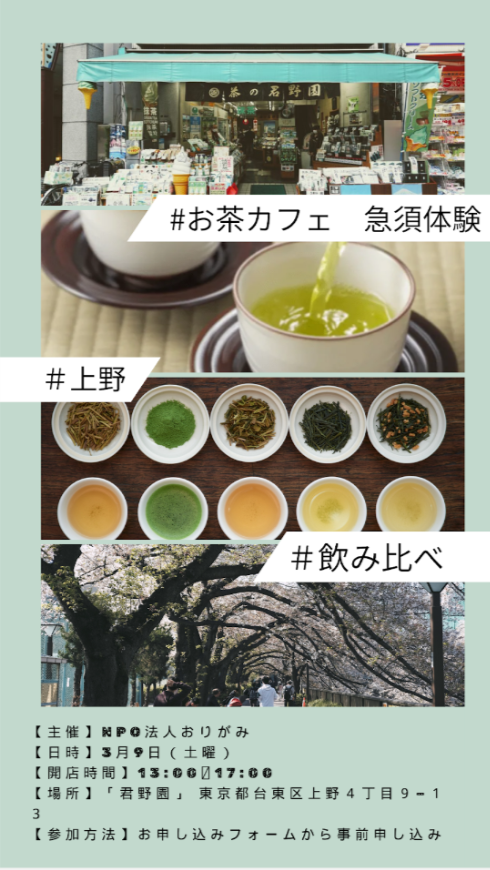 茶の君野園
#お茶カフェ　急須体験
＃上野
＃飲み比べ
【主催】NPO法人おりがみ
【日時】3月9日(土曜)
【開店時間】13:00〜17:00
【場所】「君野園」 東京都台東区上野４丁目９−１
３
【参加方法】お申し込みフォームから事前申し込み